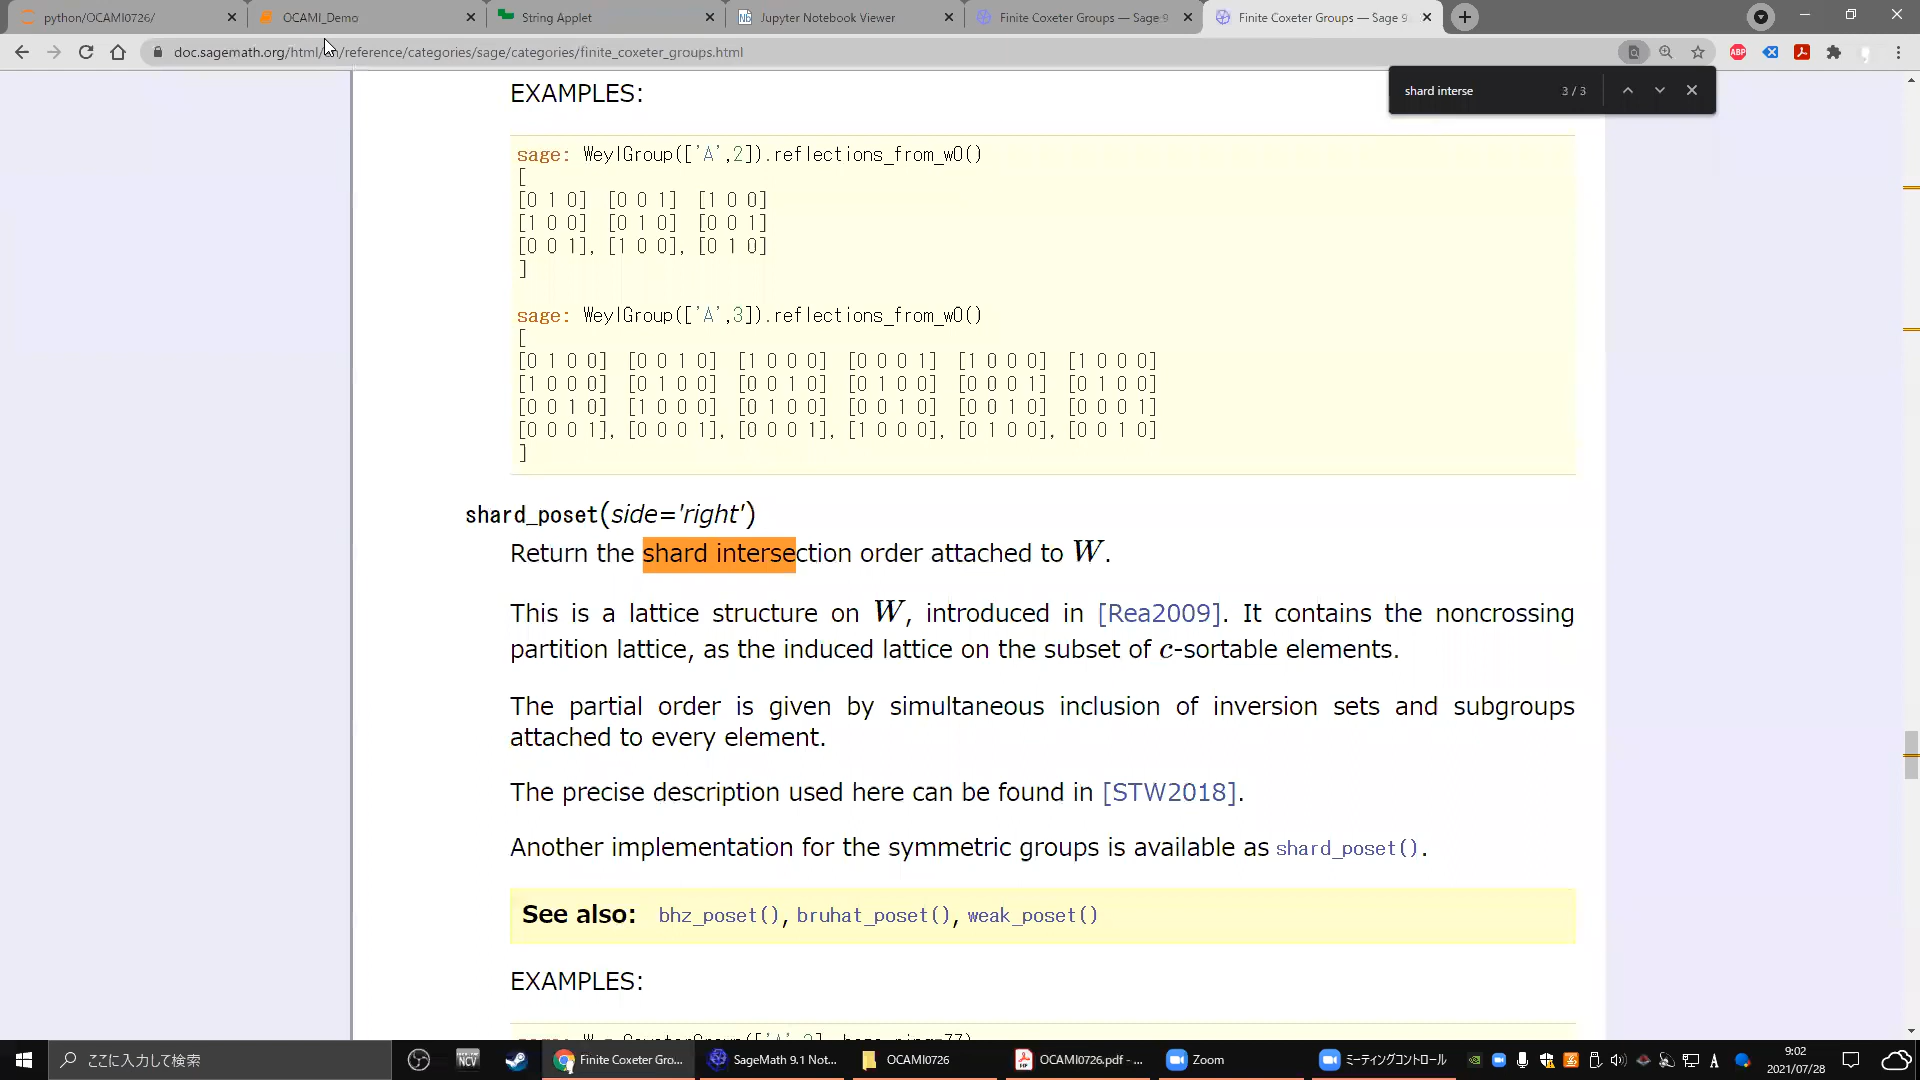 python/OCAMI0726/
OCAMI_Demo
String Applet
Jupyter Notebook Viewer
Finite Coxeter Groups — Sage 9
Finite Coxeter Groups — Sage 9.
doc.sagemath.org/html/en/reference/categories/sage/categories/finite_coxeter_groups.html
shard interse 3/3
EXAMPLES:
sage: WeylGroup(['A',2]).reflections_from_w0()
[
[0 1 0] [0 0 1] [1 0 0]
[1 0 0] [0 1 0] [0 0 1]
[0 0 1], [1 0 0], [0 1 0]
]
sage: WeylGroup(['A',3]).reflections_from_w0()
[
[0 1 0 0] [0 0 1 0] [1 0 0 0] [0 0 0 1] [1 0 0 0] [1 0 0 0]
[1 0 0 0] [0 1 0 0] [0 0 1 0] [0 1 0 0] [0 0 0 1] [0 1 0 0]
[0 0 1 0] [1 0 0 0] [0 1 0 0] [0 0 1 0] [0 0 1 0] [0 0 0 1]
[0 0 0 1], [0 0 0 1], [0 0 0 1], [1 0 0 0], [0 1 0 0], [0 0 1 0]
]
shard_poset(side='right')
Return the shard intersection order attached to W.
This is a lattice structure on W, introduced in [Rea2009]. It contains the noncrossing
partition lattice, as the induced lattice on the subset of c-sortable elements.
The partial order is given by simultaneous inclusion of inversion sets and subgroups
attached to every element.
The precise description used here can be found in [STW2018].
Another implementation for the symmetric groups is available as shard_poset().
See also: bhz_poset(), bruhat_poset(), weak_poset()
EXAMPLES:
ここに入力して検索
Finite Coxeter Gro...
SageMath 9.1 Not...
OCAMI0726
OCAMI0726.pdf - ...
Zoom
ミーティングコントロール
A
9:02
2021/07/28